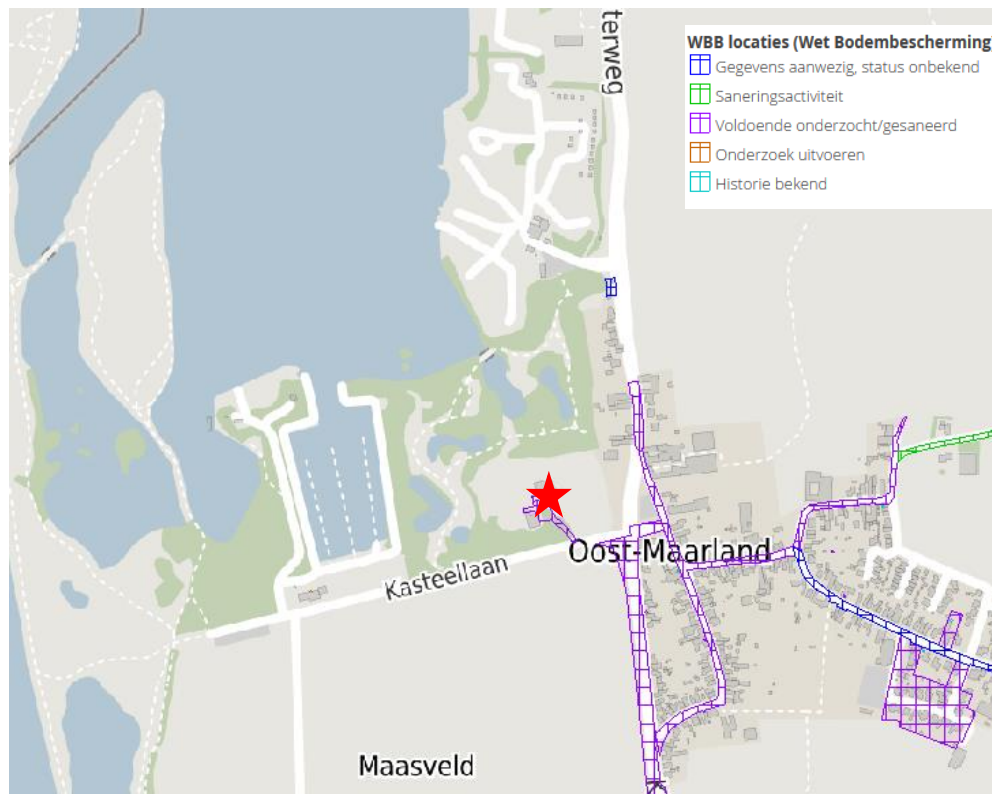 terweg
WBB locaties (Wet Bodembescherming)
Gegevens aanwezig, status onbekend
Saneringsactiviteit
Voldoende onderzocht/gesaneerd
Onderzoek uitvoeren
Historie bekend
Oost-Maarland
Kasteellaan
Maasveld
K